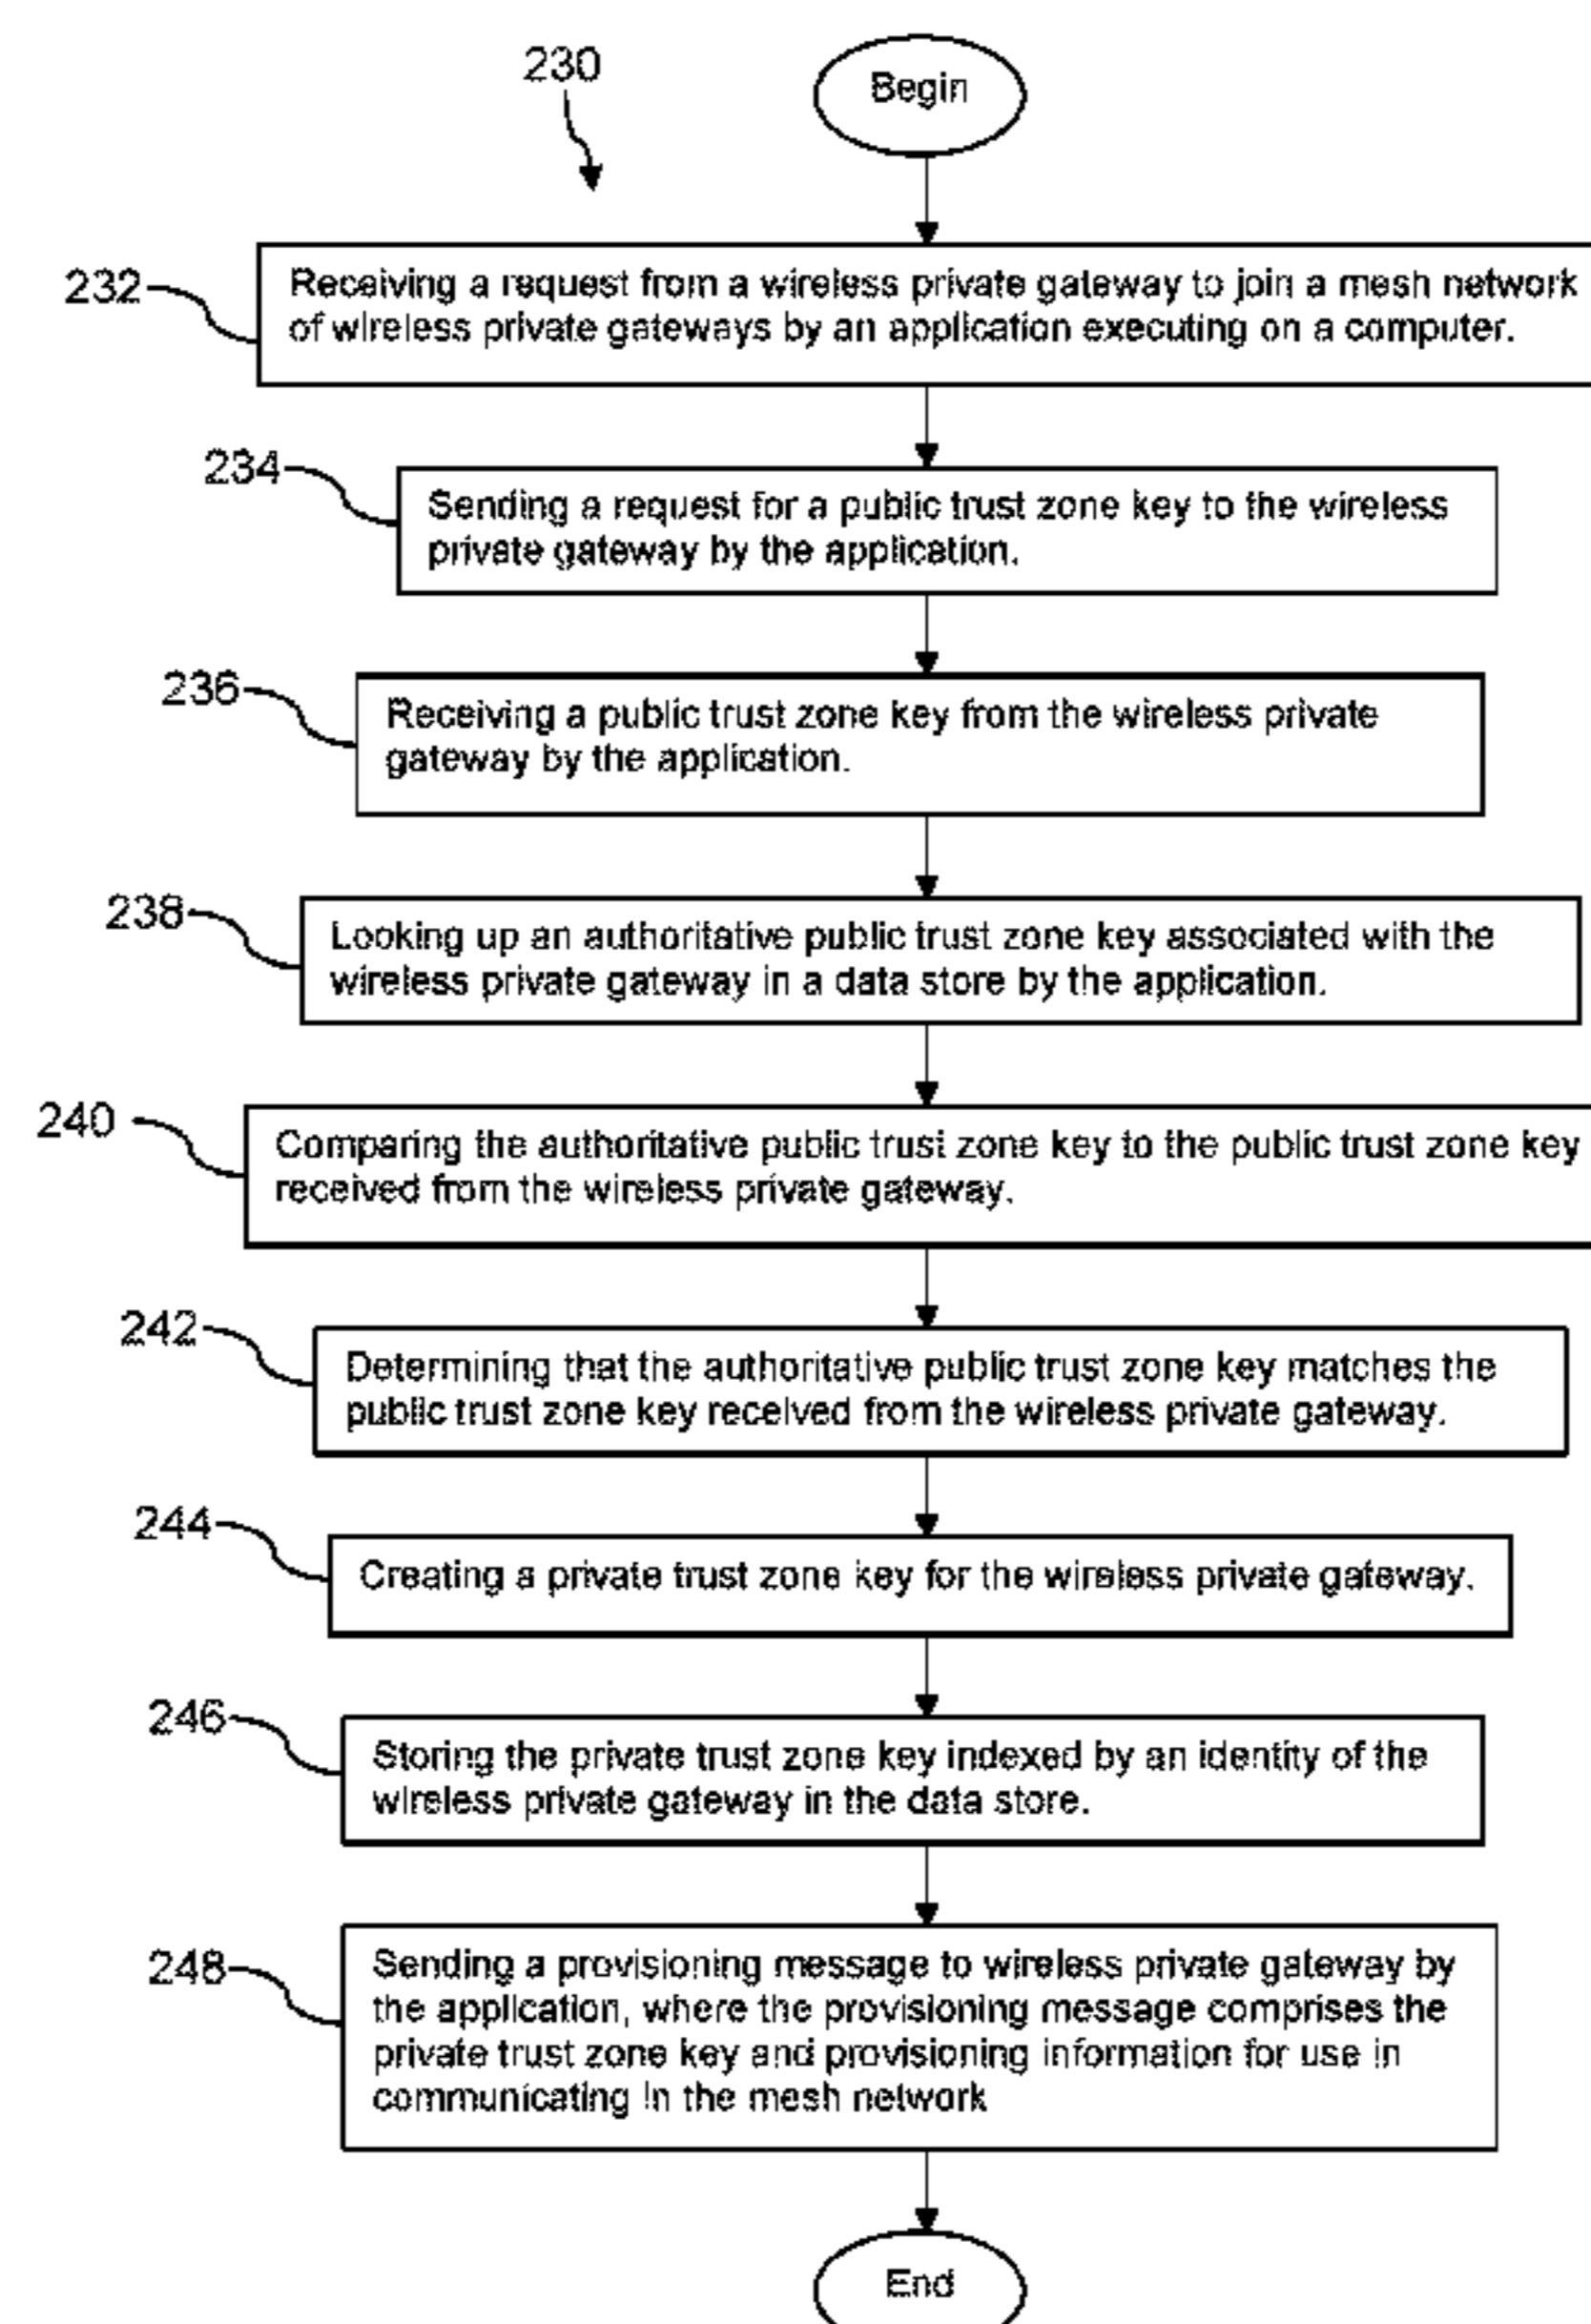 230
Begin
232
Receiving a request from a wireless private gateway to join a mesh network
of wireless private gateways by an application executing on a computer.
234
Sending a request for a public trust zone key to the wireless
private gateway by the application.
236
Receiving a public trust zone key from the wireless private
gateway by the application.
238
Looking up an authoritative public trust zone key associated with the
wireless private gateway in a data store by the application.
240
Comparing the authoritative public trust zone key to the public trust zone key
received from the wireless private gateway.
242
Determining that the authoritative public trust zone key matches the
public trust zone key received from the wireless private gateway.
244
Creating a private trust zone key for the wireless private gateway.
246
Storing the private trust zone key indexed by an identity of the
wireless private gateway in the data store.
248
Sending a provisioning message to wireless private gateway by
the application, where the provisioning message comprises the
private trust zone key and provisioning information for use in
communicating in the mesh network
End